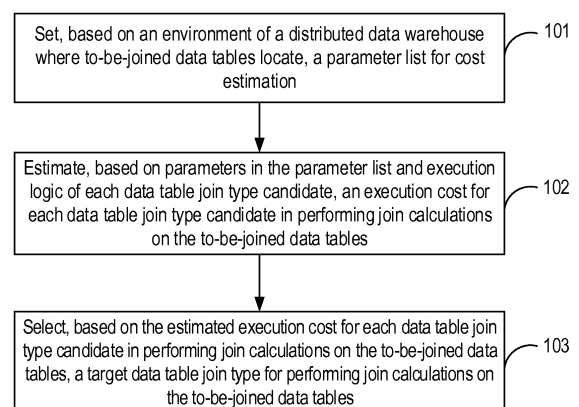 Set, based on an environment of a distributed data warehouse
where to-be-joined data tables locate, a parameter list for cost
estimation
101
Estimate, based on parameters in the parameter list and execution
logic of each data table join type candidate, an execution cost for
each data table join type candidate in performing join calculations
on the to-be-joined data tables
102
Select, based on the estimated execution cost for each data table join
type candidate in performing join calculations on the to-be-joined data
tables, a target data table join type for performing join calculations on
the to-be-joined data tables
103